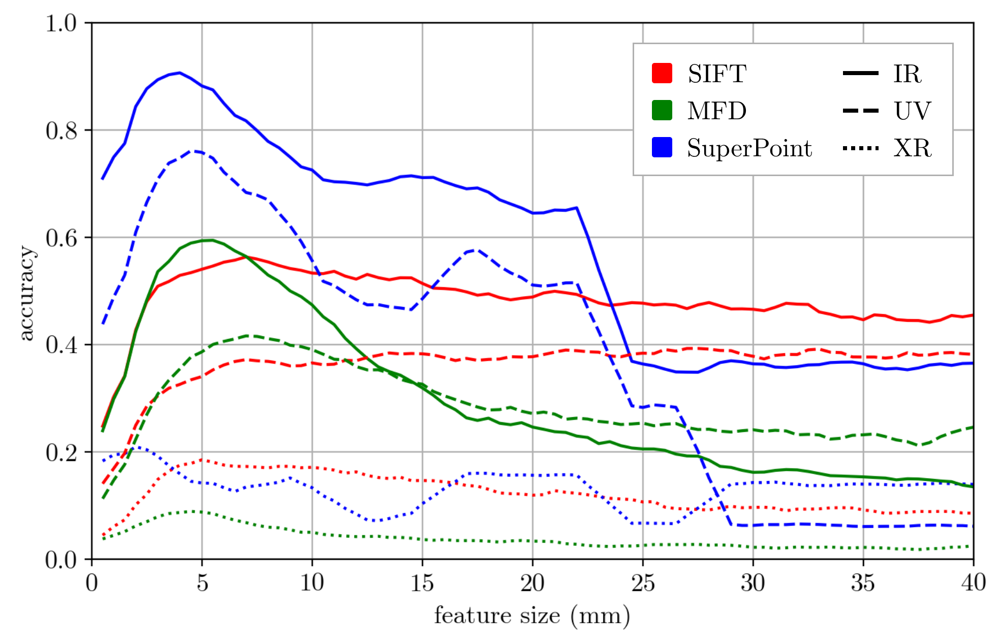 1.0
0.8
0.6
0.4
0.2
0.0
accuracy
SIFT IR
MFD UV
SuperPoint XR
0 5 10 15 20 25 30 35 40
feature size (mm)